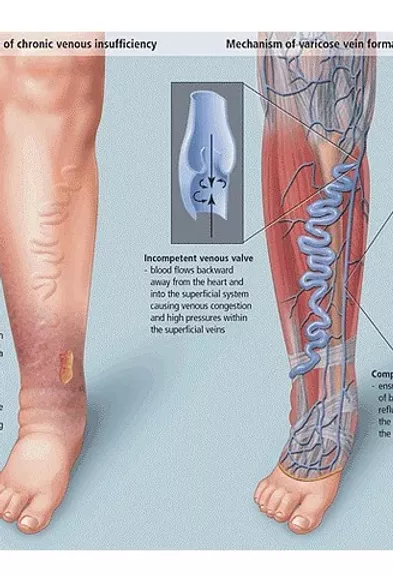 of chronic venous insufficiency
Mechanism of varicose vein forma
Incompetent venous valve
- blood flows backward
away from the heart and
into the superficial system
causing venous congestion
and high pressures within
the superficial veins
n
a
e
g
Comp
- ensu
of b
reflu
the
the